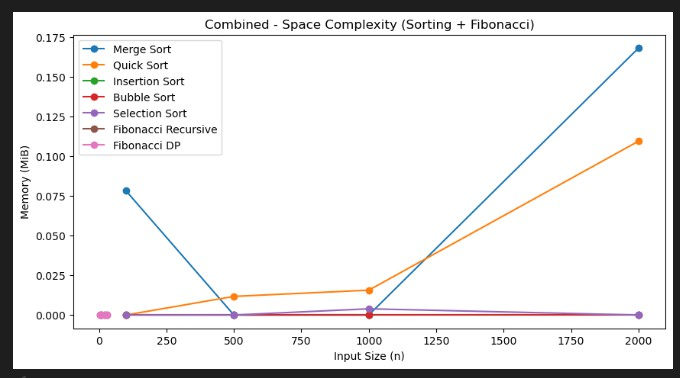 Combined - Space Complexity (Sorting + Fibonacci)
Memory (MiB)
0.175
0.150
0.125
0.100
0.075
0.050
0.025
0.000
Merge Sort
Quick Sort
Insertion Sort
Bubble Sort
Selection Sort
Fibonacci Recursive
Fibonacci DP
0 250 500 750 1000 1250 1500 1750 2000
Input Size (n)